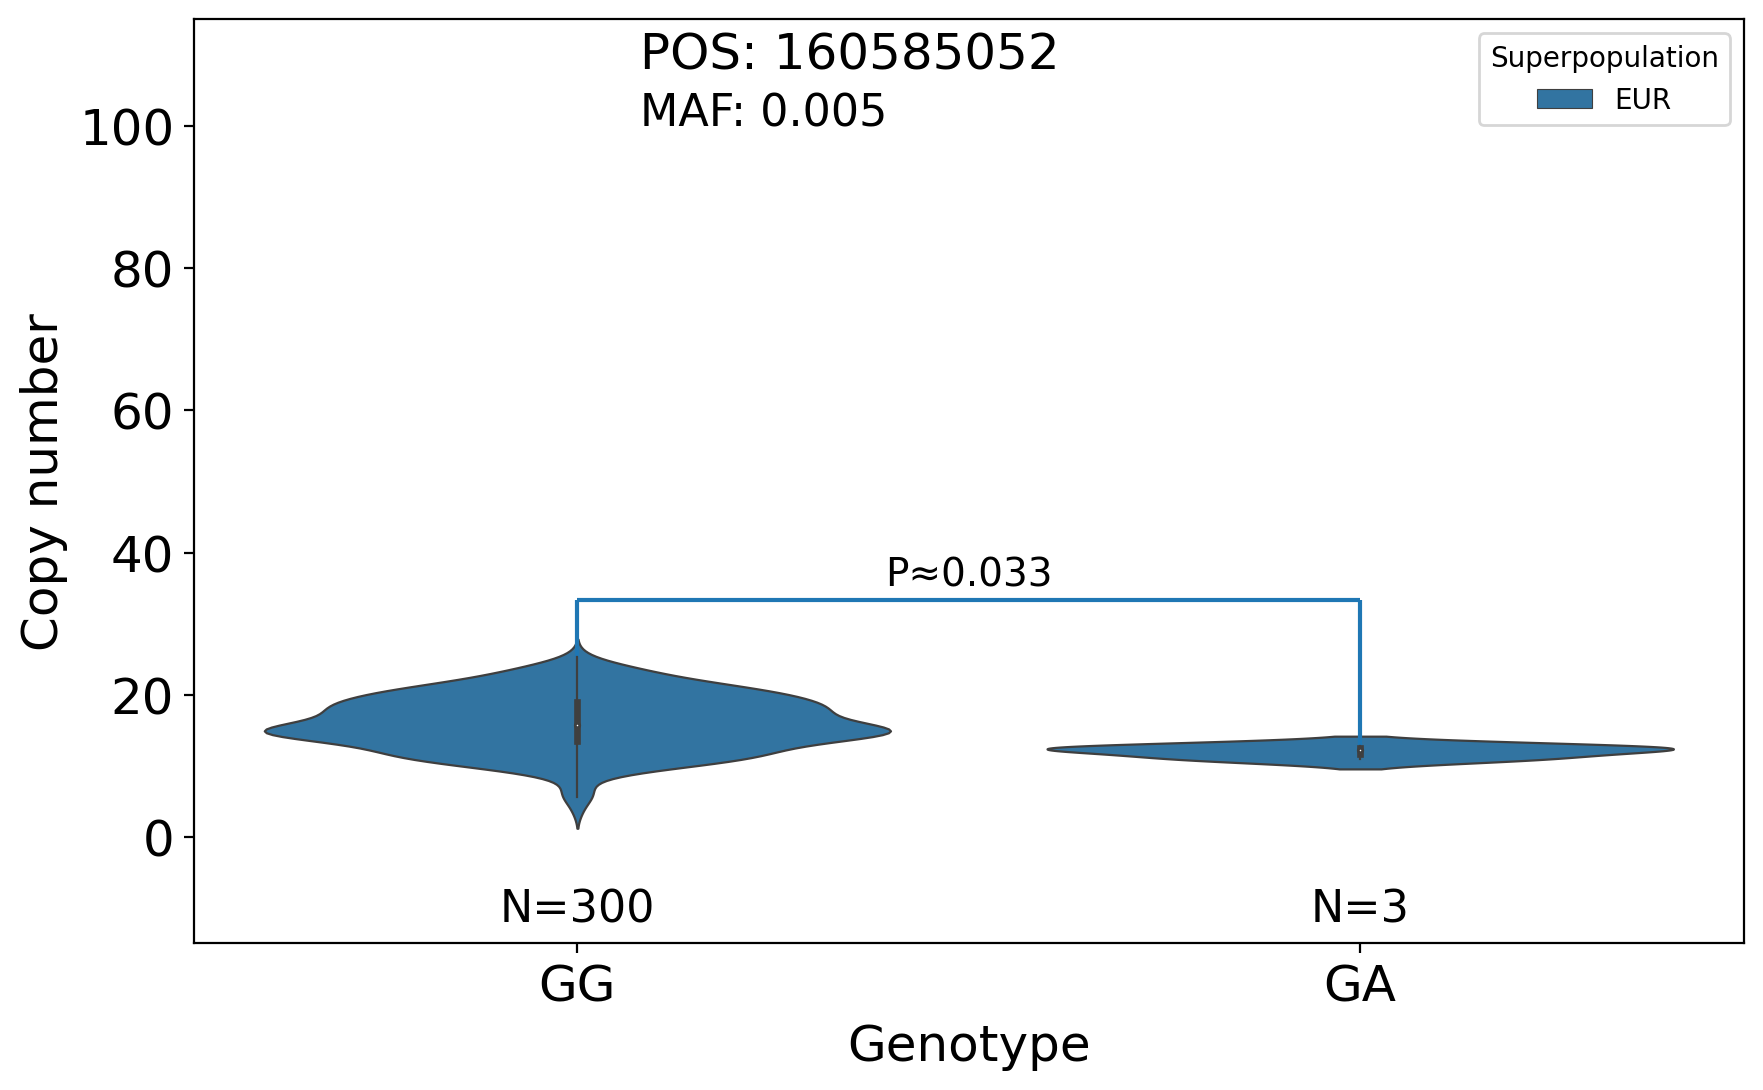 POS: 160585052
MAF: 0.005
Superpopulation
EUR
100
80
60
40
20
0
Copy number
P≈0.033
N=300
N=3
GG
GA
Genotype